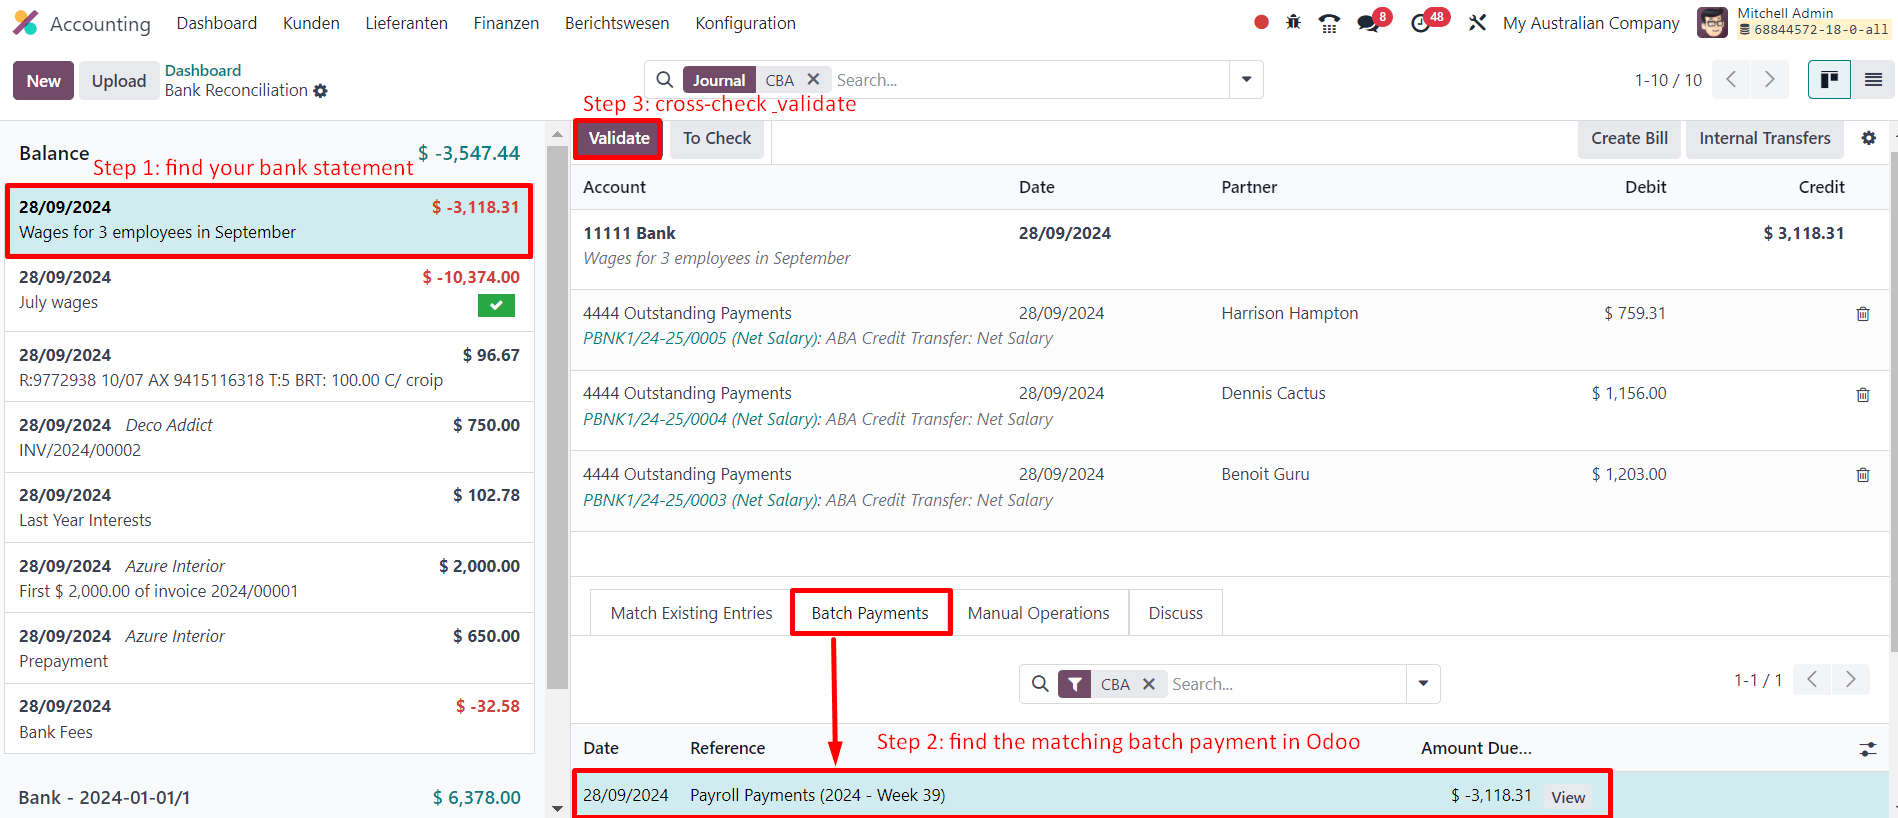 Accounting Dashboard Kunden Lieferanten Finanzen Berichtswesen Konfiguration 8 48 My Australian Company Mitchell Admin
68844572-18-0-all
New Upload Dashboard
Bank Reconciliation
Journal CBA Search...
1-10 / 10
Step 3: cross-check _validate
Balance $ -3,547.44
Step 1: find your bank statement
28/09/2024 $ -3,118.31
Wages for 3 employees in September
28/09/2024 $ -10,374.00
July wages
28/09/2024 $ 96.67
R:9772938 10/07 AX 9415116318 T:5 BRT: 100.00 C/ croip
28/09/2024 Deco Addict $ 750.00
INV/2024/00002
28/09/2024 $ 102.78
Last Year Interests
28/09/2024 Azure Interior $ 2,000.00
First $ 2,000.00 of invoice 2024/00001
28/09/2024 Azure Interior $ 650.00
Prepayment
28/09/2024 $ -32.58
Bank Fees
Bank - 2024-01-01/1 $ 6,378.00
Validate To Check Create Bill Internal Transfers
Account Date Partner Debit Credit
11111 Bank 28/09/2024 $ 3,118.31
Wages for 3 employees in September
4444 Outstanding Payments 28/09/2024 Harrison Hampton $ 759.31
PBNK1/24-25/0005 (Net Salary): ABA Credit Transfer: Net Salary
4444 Outstanding Payments 28/09/2024 Dennis Cactus $ 1,156.00
PBNK1/24-25/0004 (Net Salary): ABA Credit Transfer: Net Salary
4444 Outstanding Payments 28/09/2024 Benoit Guru $ 1,203.00
PBNK1/24-25/0003 (Net Salary): ABA Credit Transfer: Net Salary
Match Existing Entries Batch Payments Manual Operations Discuss
CBA Search... 1-1 / 1
Step 2: find the matching batch payment in Odoo
Date Reference Amount Due...
28/09/2024 Payroll Payments (2024 - Week 39) $ -3,118.31 View